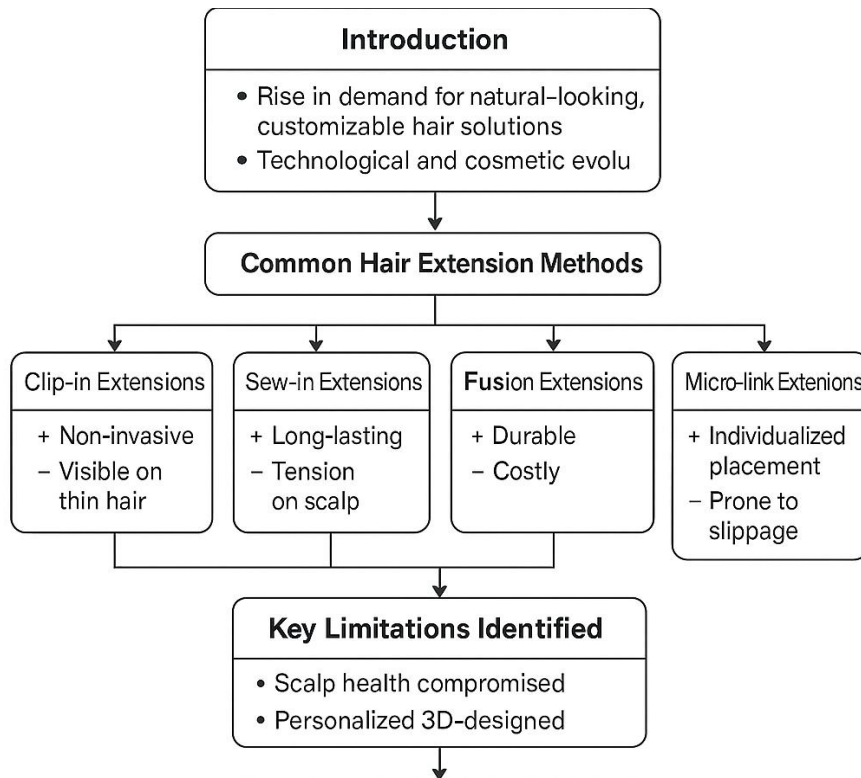 Introduction
• Rise in demand for natural-looking,
customizable hair solutions
• Technological and cosmetic evolu
Common Hair Extension Methods
Clip-in Extensions
+ Non-invasive
– Visible on
thin hair
Sew-in Extensions
+ Long-lasting
– Tension
on scalp
Fusion Extensions
+ Durable
– Costly
Micro-link Extenions
+ Individualized
placement
– Prone to
slippage
Key Limitations Identified
• Scalp health compromised
• Personalized 3D-designed